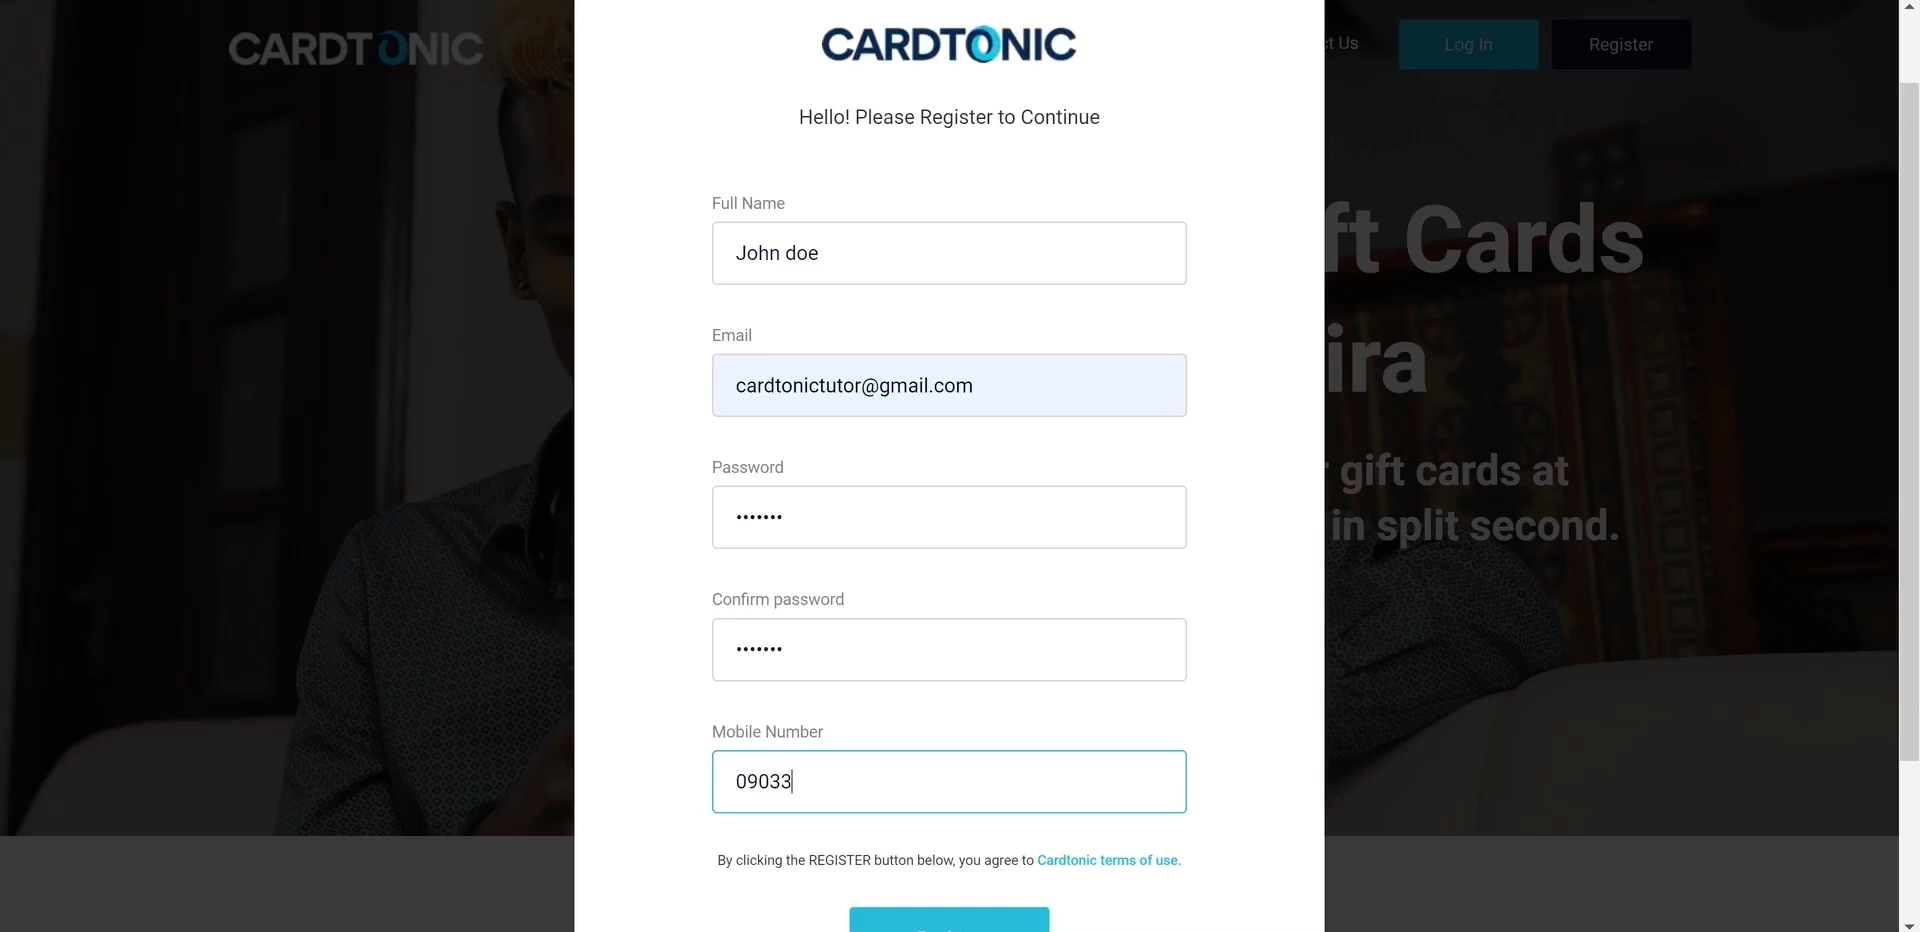 CARDTONIC
CARDTONIC
ct Us
Log In
Register
Hello! Please Register to Continue
Full Name
John doe
ft Cards
Email
ira
cardtonictutor@gmail.com
Password
gift cards at
•••••••
in split second.
Confirm password
•••••••
Mobile Number
09033
By clicking the REGISTER button below, you agree to Cardtonic terms of use.